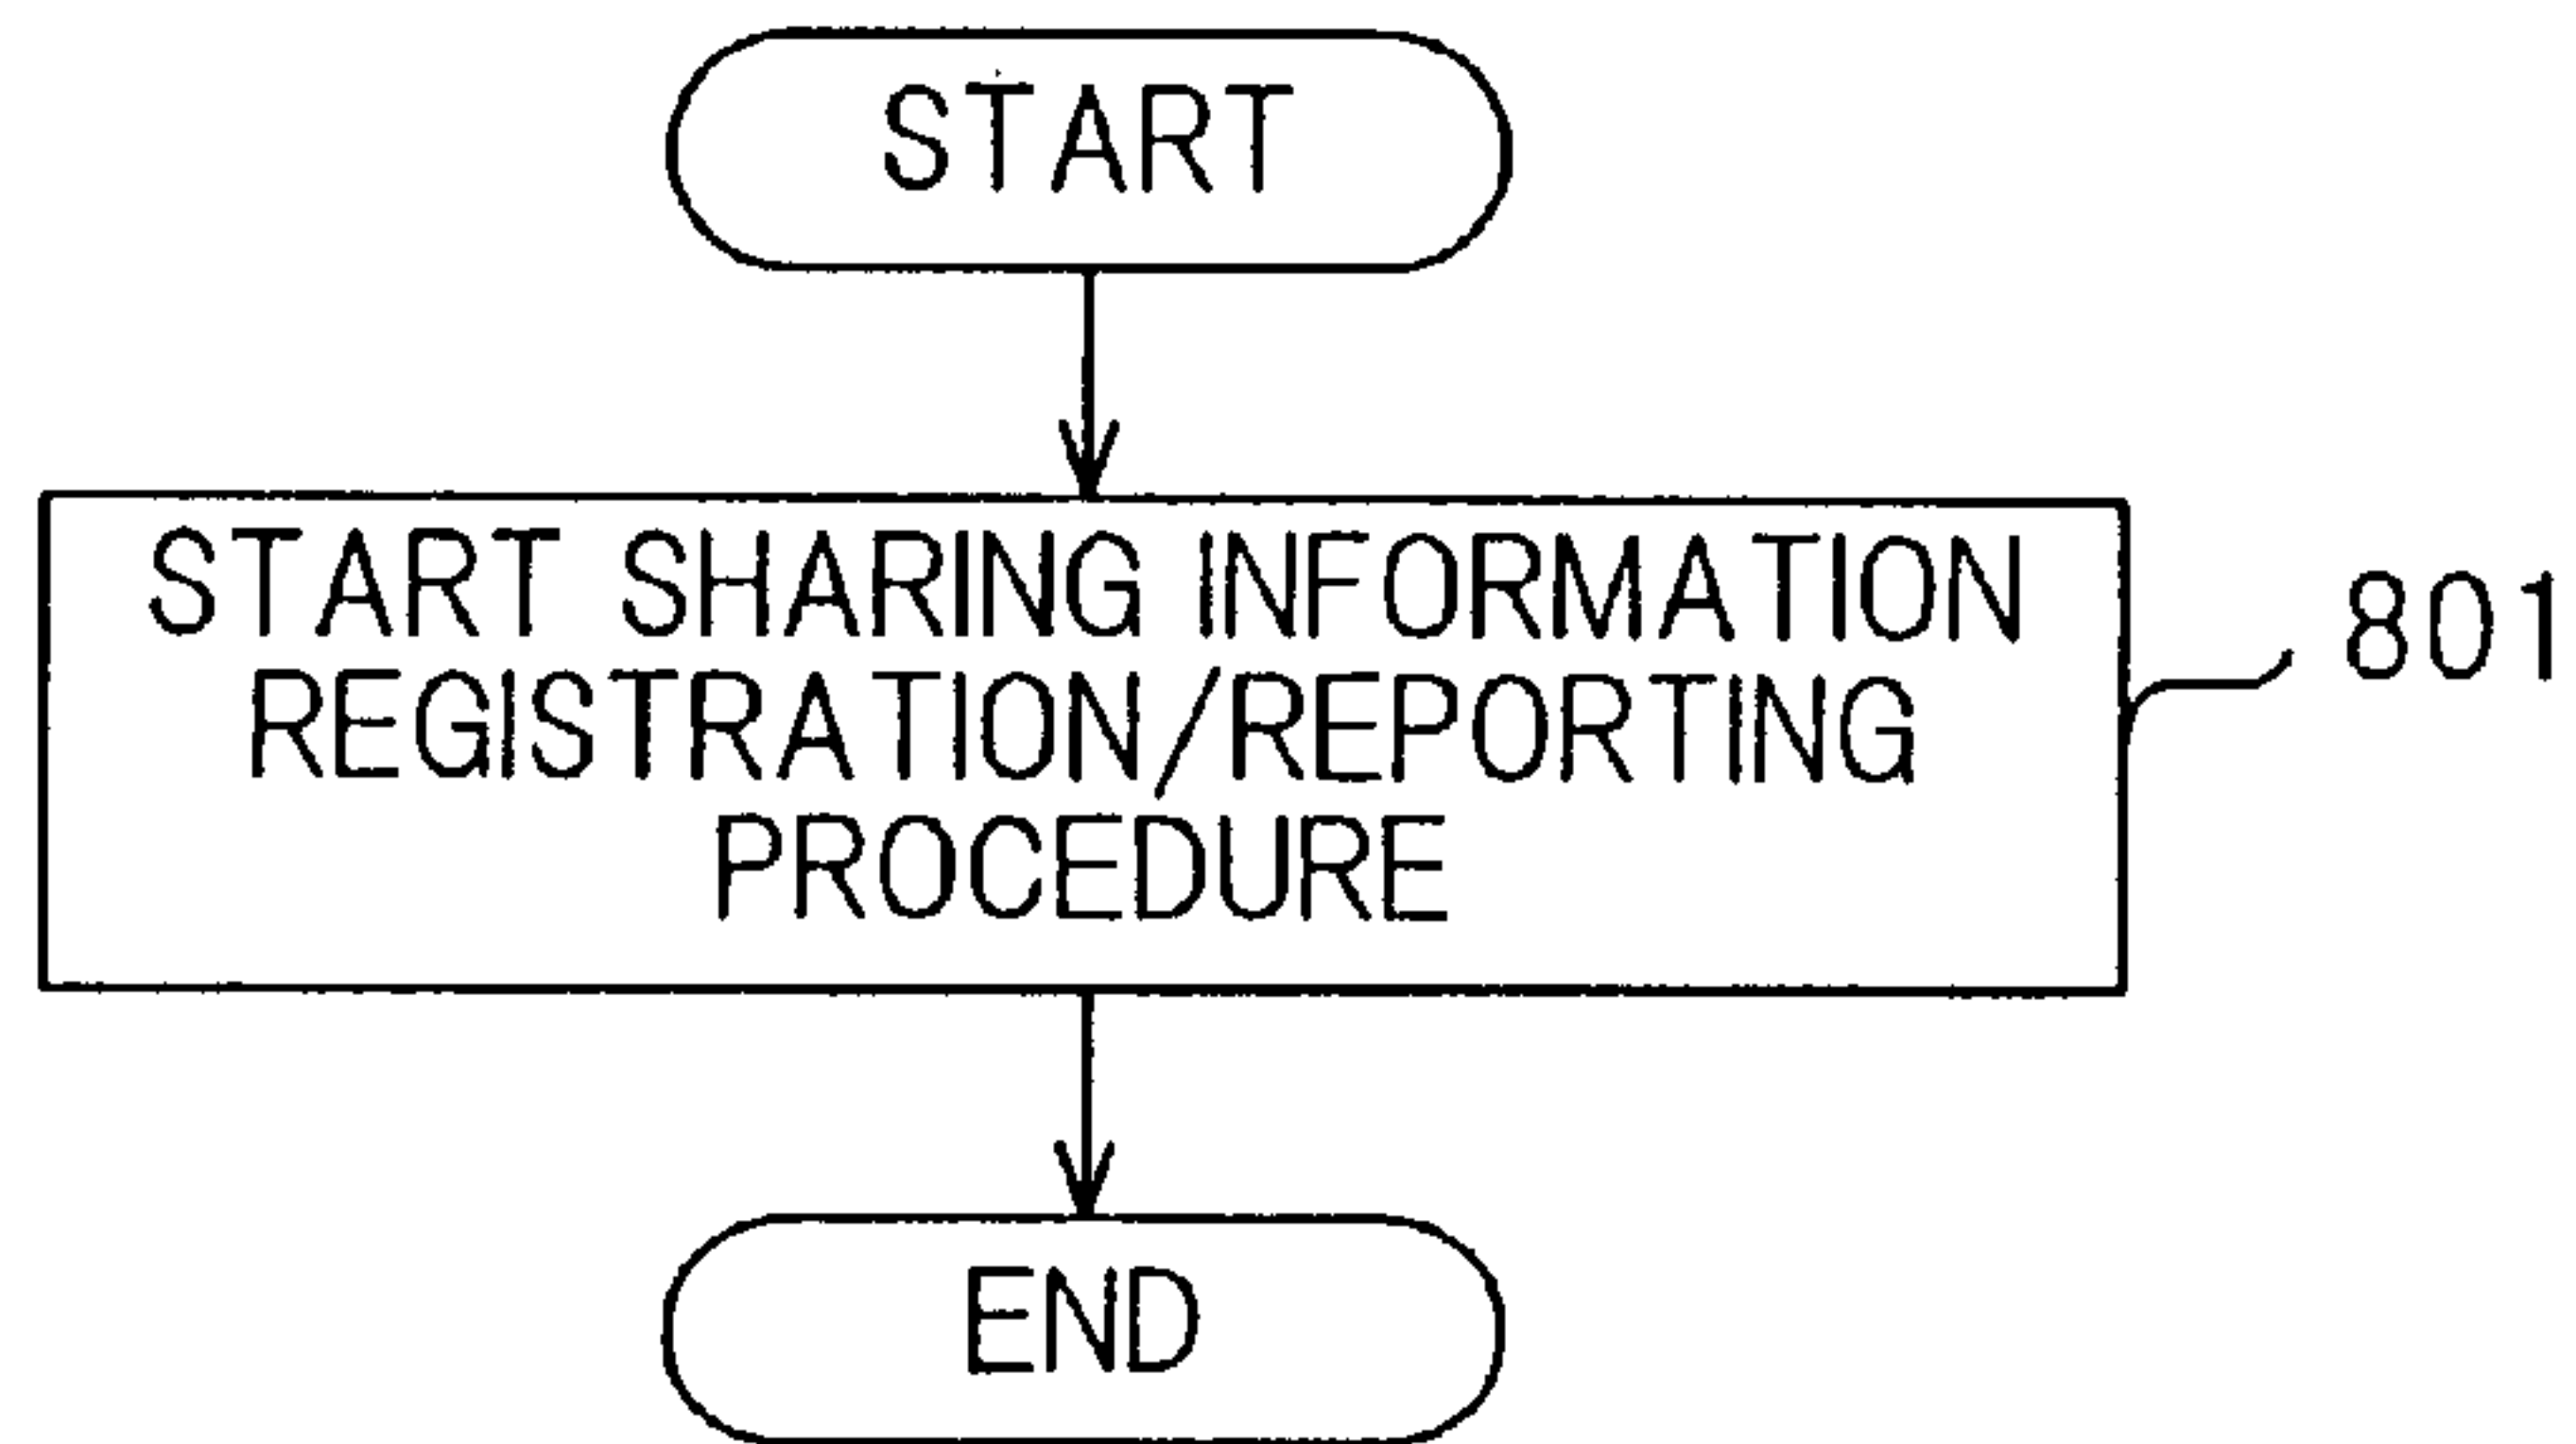 START
START SHARING INFORMATION
REGISTRATION/REPORTING
PROCEDURE
801
END